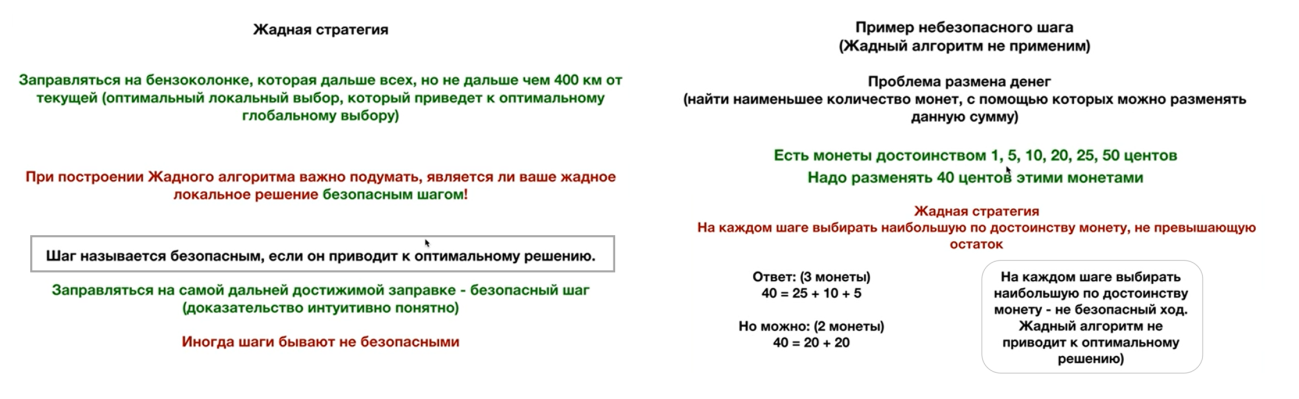 Жадная стратегия
Заправляться на бензоколонке, которая дальше всех, но не дальше чем 400 км от
текущей (оптимальный локальный выбор, который приведет к оптимальному
глобальному выбору)
При построении Жадного алгоритма важно подумать, является ли ваше жадное
локальное решение безопасным шагом!
Шаг называется безопасным, если он приводит к оптимальному решению.
Заправляться на самой дальней достижимой заправке - безопасный шаг
(доказательство интуитивно понятно)
Иногда шаги бывают не безопасными
Пример небезопасного шага
(Жадный алгоритм не применим)
Проблема размена денег
(найти наименьшее количество монет, с помощью которых можно разменять
данную сумму)
Есть монеты достоинством 1, 5, 10, 20, 25, 50 центов
Надо разменять 40 центов этими монетами
Жадная стратегия
На каждом шаге выбирать наибольшую по достоинству монету, не превышающую
остаток
Ответ: (3 монеты)
40 = 25 + 10 + 5
Но можно: (2 монеты)
40 = 20 + 20
На каждом шаге выбирать
наибольшую по достоинству
монету - не безопасный ход.
Жадный алгоритм не
приводит к оптимальному
решению)